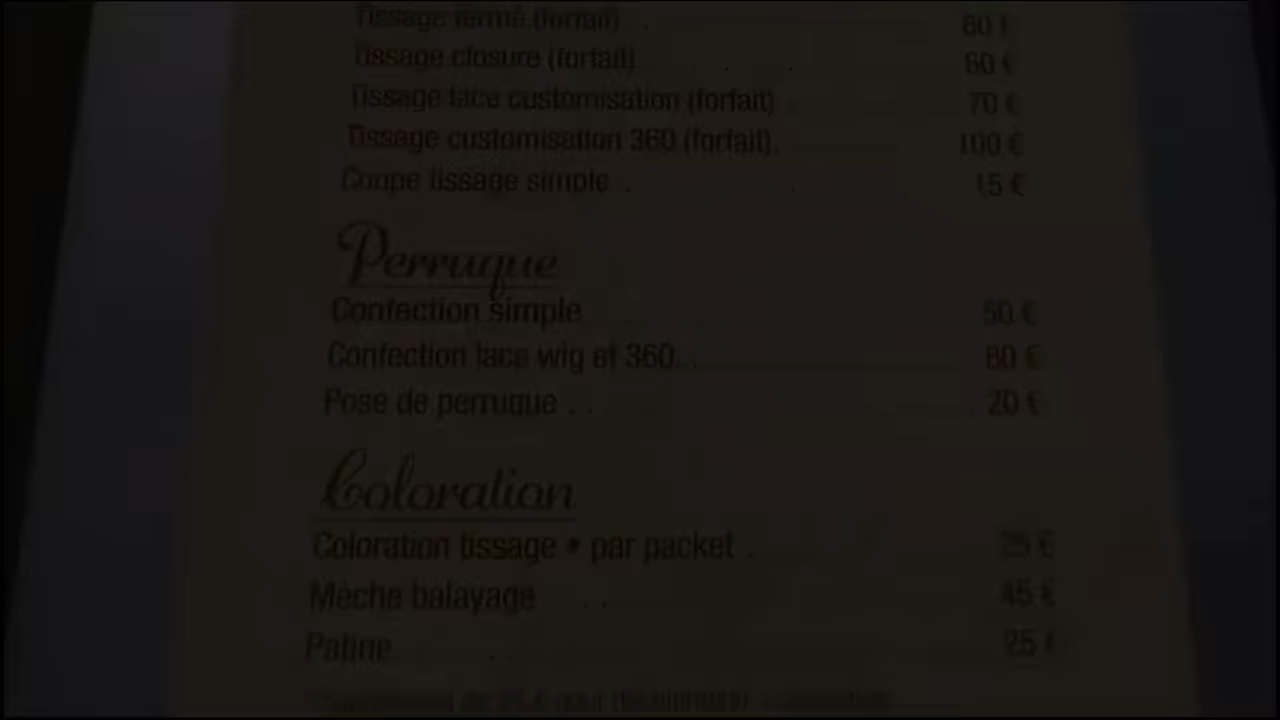 Tissage fermé (forfait) . 60 €
Tissage closure (forfait) 60 €
Tissage lace customisation (forfait) 70 €
Tissage customisation 360 (forfait). 100 €
Coupe tissage simple . 15 €
Perruque
Confection simple 50 €
Confection lace wig et 360... 80 €
Pose de perruque . . . 20 €
Coloration
Coloration tissage • par packet . 25 €
Mèche balayage . . 45 €
Patine 25 €